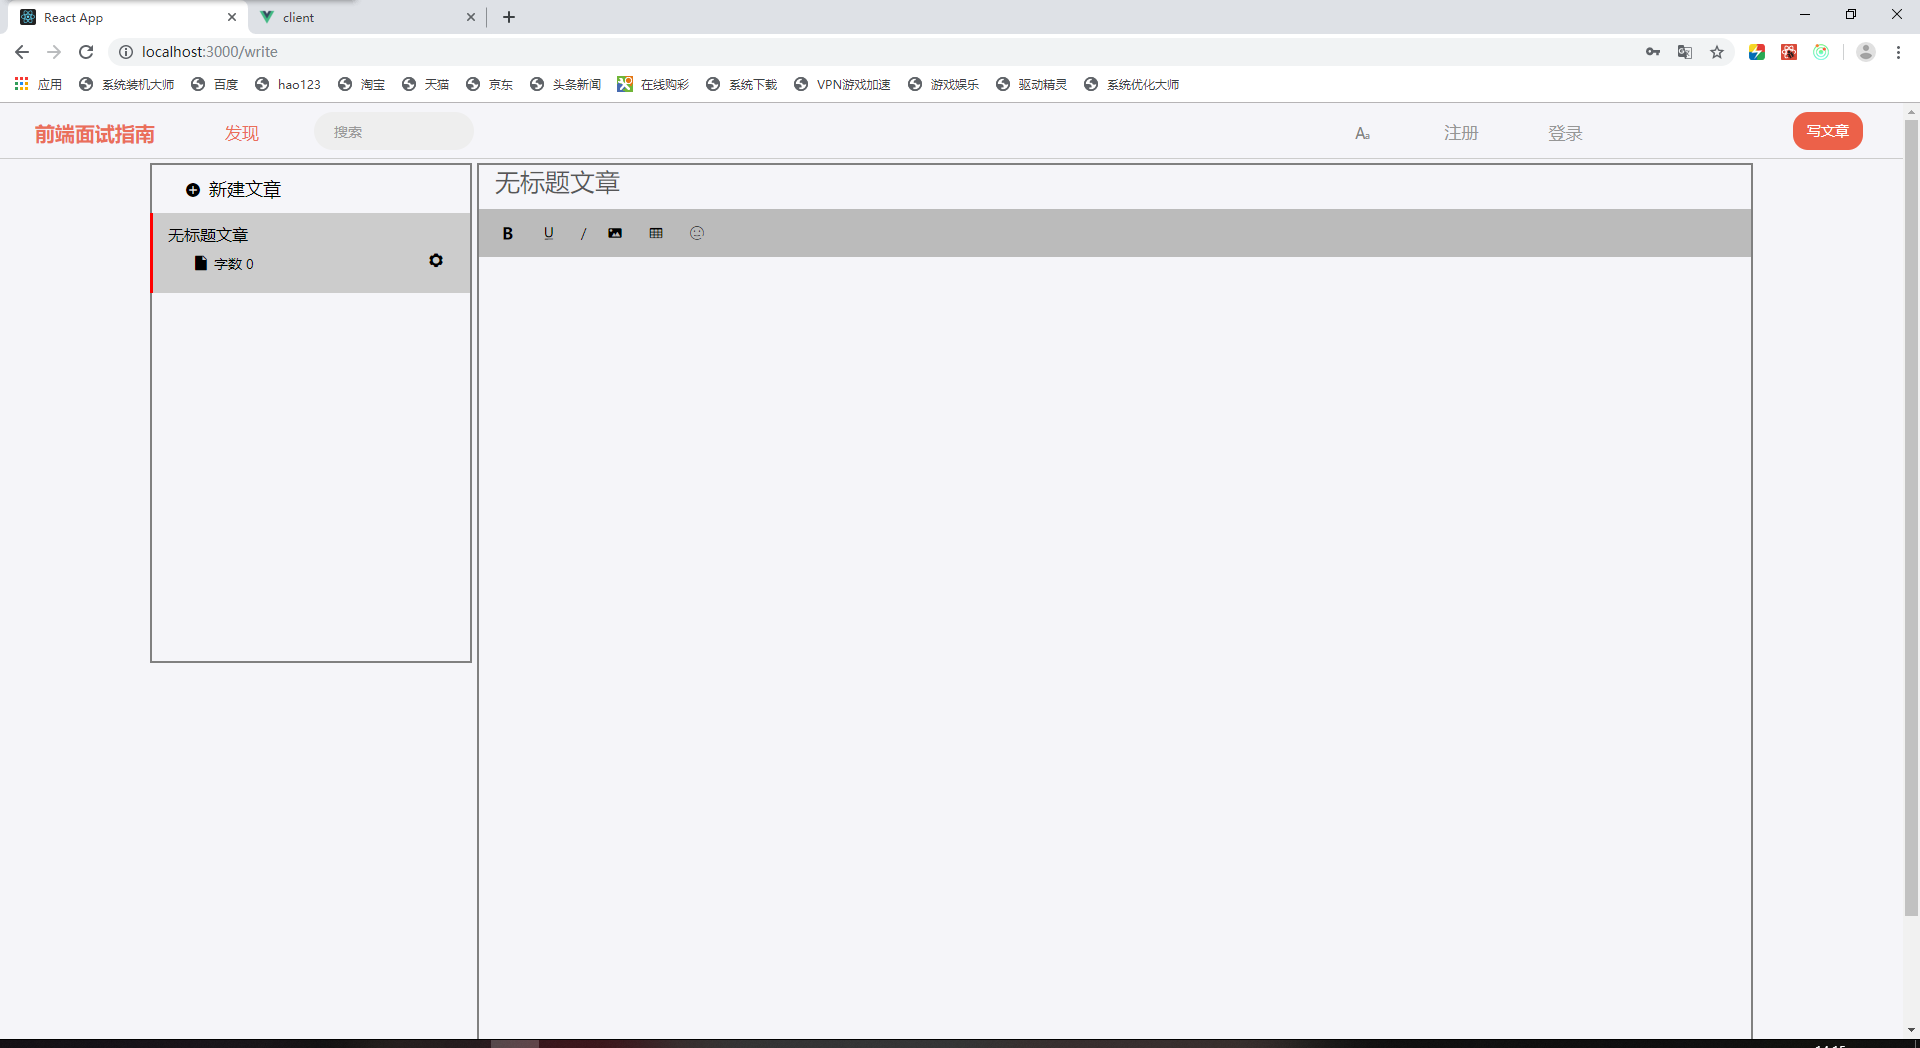 React App
client
localhost:3000/write
应用 系统装机大师 百度 hao123 淘宝 天猫 京东 头条新闻 在线购彩 系统下载 VPN游戏加速 游戏娱乐 驱动精灵 系统优化大师
前端面试指南 发现 搜索 Aa 注册 登录 写文章
新建文章
无标题文章
字数 0
无标题文章
B U /